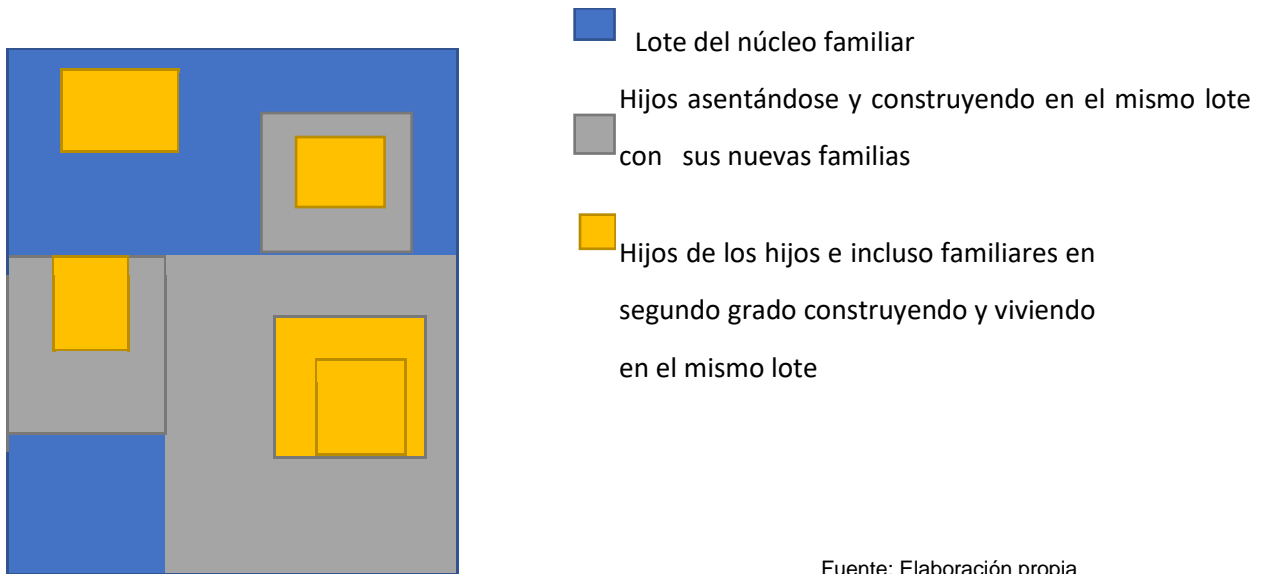 Lote del núcleo familiar
Hijos asentándose y construyendo en el mismo lote
con sus nuevas familias
Hijos de los hijos e incluso familiares en
segundo grado construyendo y viviendo
en el mismo lote
Fuente: Elaboración propia